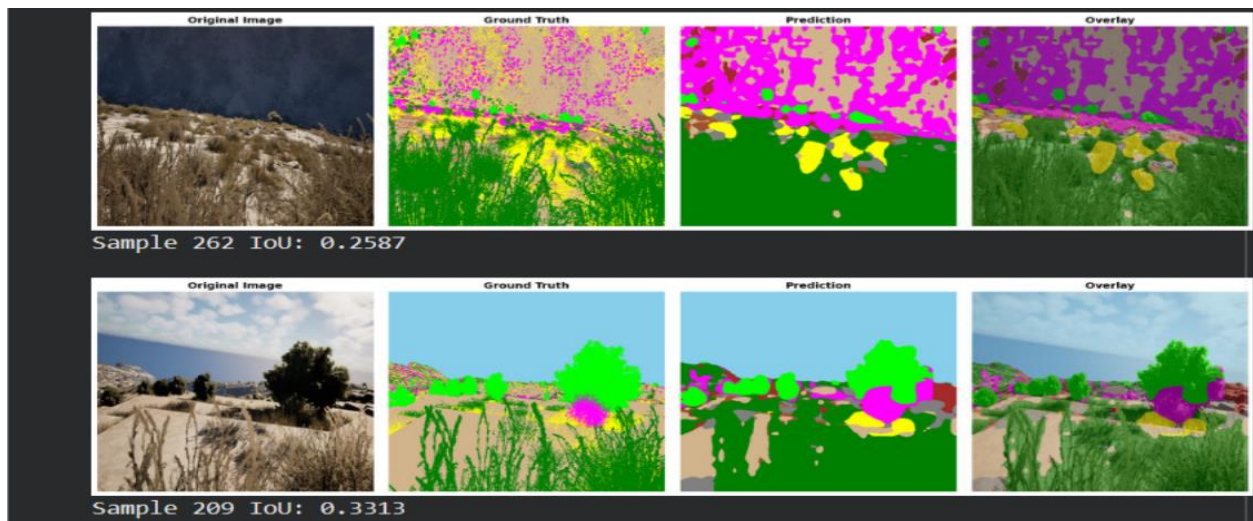 Original Image Ground Truth Prediction Overlay
Sample 262 IoU: 0.2587
Original Image Ground Truth Prediction Overlay
Sample 209 IoU: 0.3313